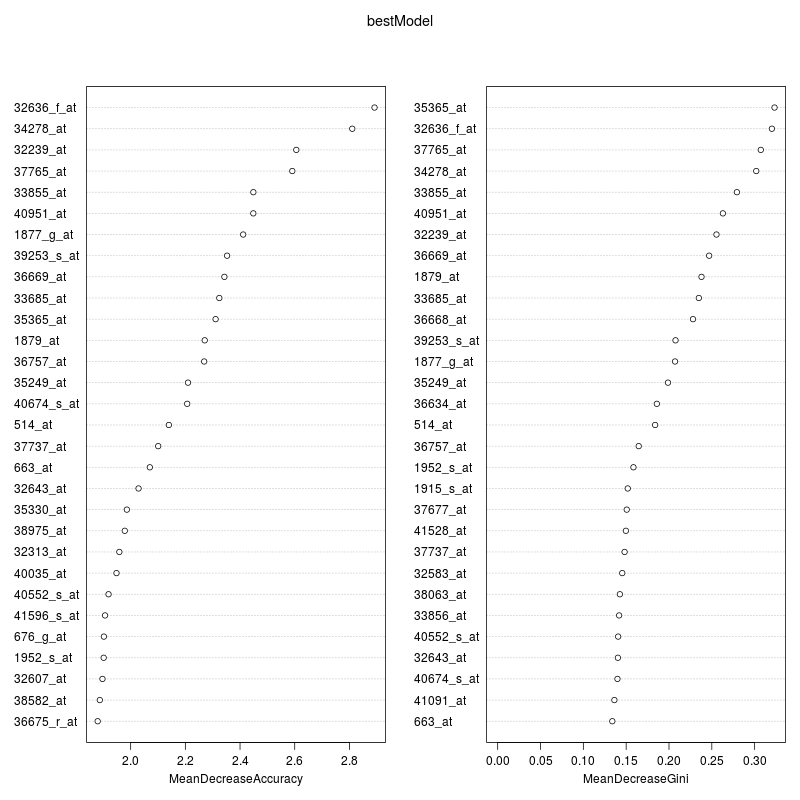 bestModel
32636_f_at
34278_at
32239_at
37765_at
33855_at
40951_at
1877_g_at
39253_s_at
36669_at
33685_at
35365_at
1879_at
36757_at
35249_at
40674_s_at
514_at
37737_at
663_at
32643_at
35330_at
38975_at
32313_at
40035_at
40552_s_at
41596_s_at
676_g_at
1952_s_at
32607_at
38582_at
36675_r_at
2.0 2.2 2.4 2.6 2.8
MeanDecreaseAccuracy
35365_at
32636_f_at
37765_at
34278_at
33855_at
40951_at
32239_at
36669_at
1879_at
33685_at
36668_at
39253_s_at
1877_g_at
35249_at
36634_at
514_at
36757_at
1952_s_at
1915_s_at
37677_at
41528_at
37737_at
32583_at
38063_at
33856_at
40552_s_at
32643_at
40674_s_at
41091_at
663_at
0.00 0.05 0.10 0.15 0.20 0.25 0.30
MeanDecreaseGini